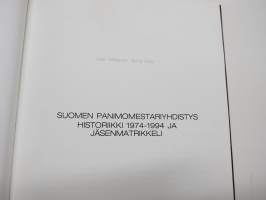 SUOMEN PANIMOMESTARIYHDISTYS
HISTORIIKKI 1974-1994 JA
JÄSENMATRIKKELI